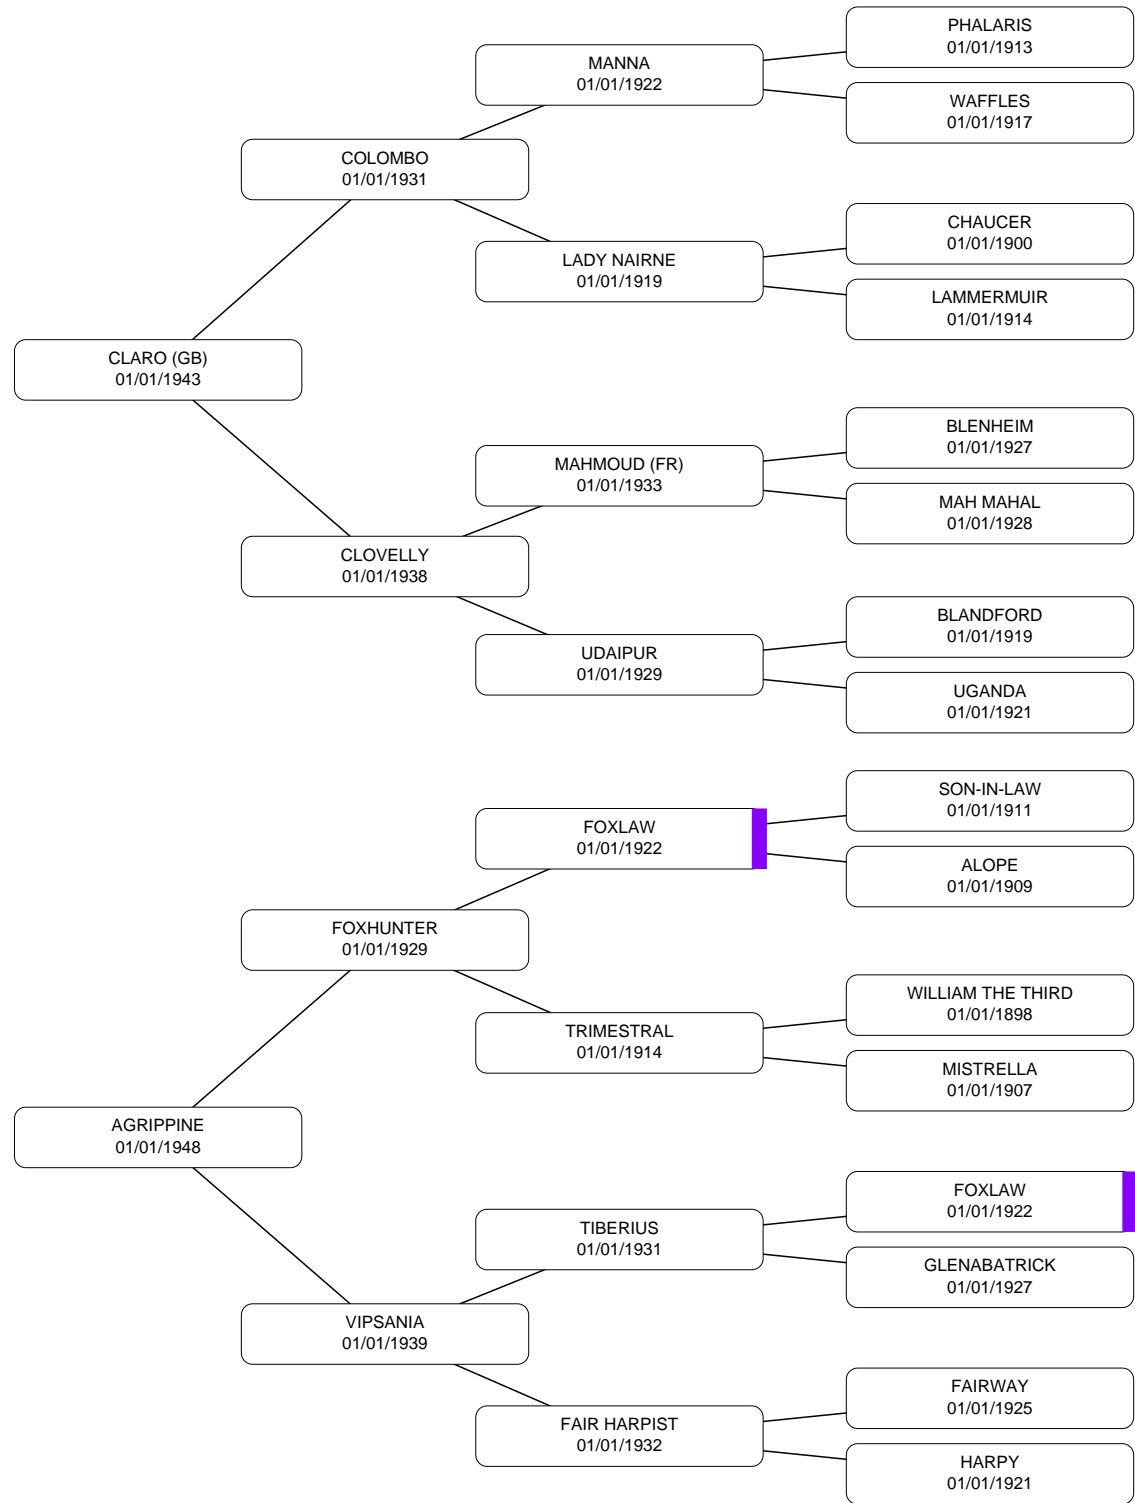 PHALARIS
01/01/1913
MANNA
01/01/1922
WAFFLES
01/01/1917
COLOMBO
01/01/1931
CHAUCER
01/01/1900
LADY NAIRNE
01/01/1919
LAMMERMUIR
01/01/1914
CLARO (GB)
01/01/1943
BLENHEIM
01/01/1927
MAHMOUD (FR)
01/01/1933
MAH MAHAL
01/01/1928
CLOVELLY
01/01/1938
BLANDFORD
01/01/1919
UDAIPUR
01/01/1929
UGANDA
01/01/1921
SON-IN-LAW
01/01/1911
FOXLAW
01/01/1922
ALOPE
01/01/1909
FOXHUNTER
01/01/1929
WILLIAM THE THIRD
01/01/1898
TRIMESTRAL
01/01/1914
MISTRELLA
01/01/1907
AGRIPPINE
01/01/1948
FOXLAW
01/01/1922
TIBERIUS
01/01/1931
GLENABATRICK
01/01/1927
VIPSANIA
01/01/1939
FAIRWAY
01/01/1925
FAIR HARPIST
01/01/1932
HARPY
01/01/1921